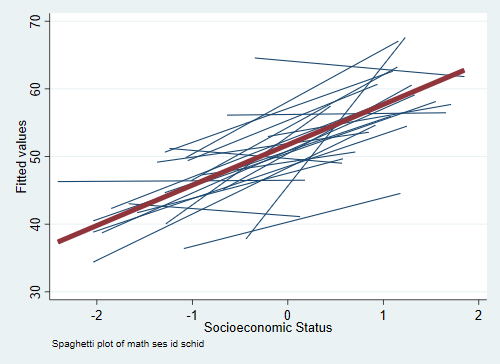 70
60
50
40
30
Fitted values
-2 -1 0 1 2
Socioeconomic Status
Spaghetti plot of math ses id schid